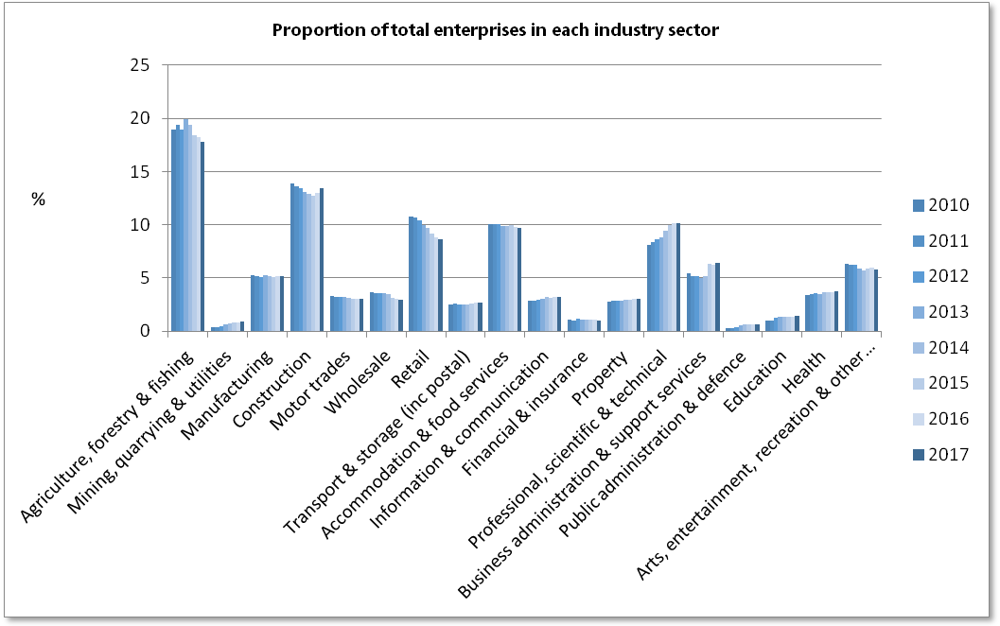 Proportion of total enterprises in each industry sector
25
20
15
10
5
0
%
Agriculture, forestry & fishing
Mining, quarrying & utilities
Manufacturing
Construction
Motor trades
Wholesale
Retail
Transport & storage (inc postal)
Accommodation & food services
Information & communication
Financial & insurance
Property
Professional, scientific & technical
Business administration & support services
Public administration & defence
Education
Health
Arts, entertainment, recreation & other...
2010
2011
2012
2013
2014
2015
2016
2017